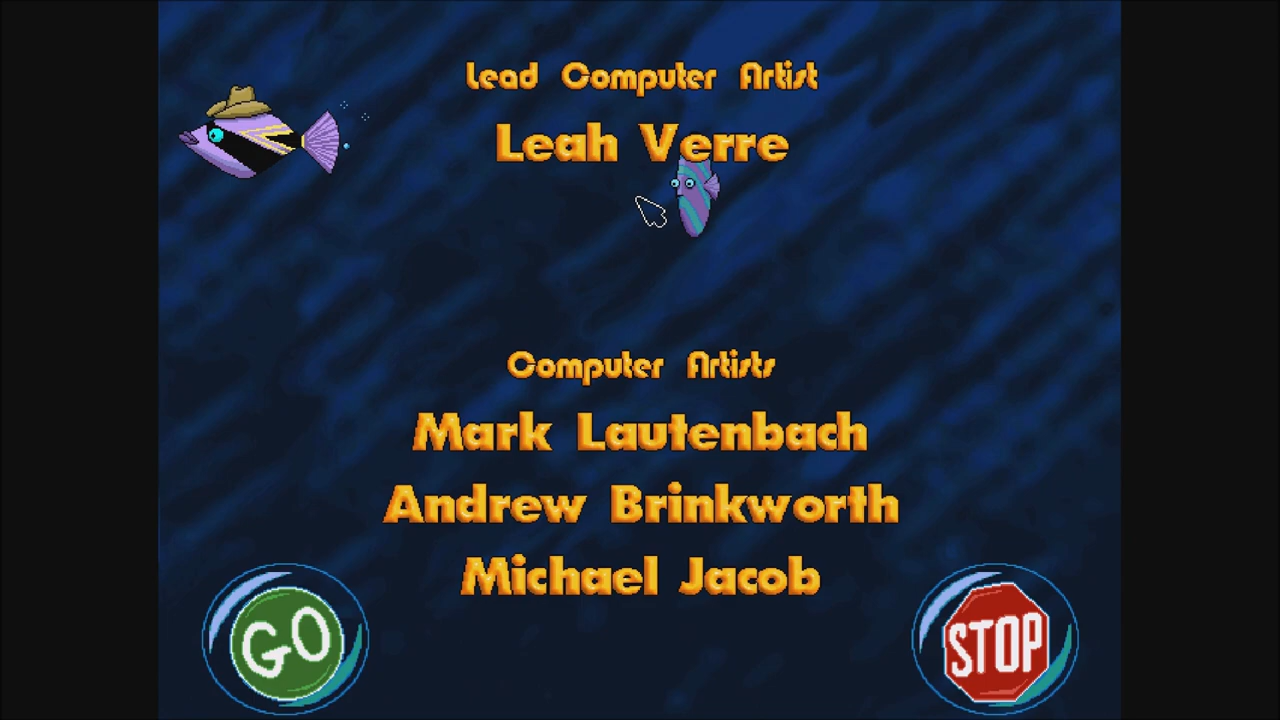 Lead Computer Artist
Leah Verre
Computer Artists
Mark Lautenbach
Andrew Brinkworth
Michael Jacob
GO
STOP